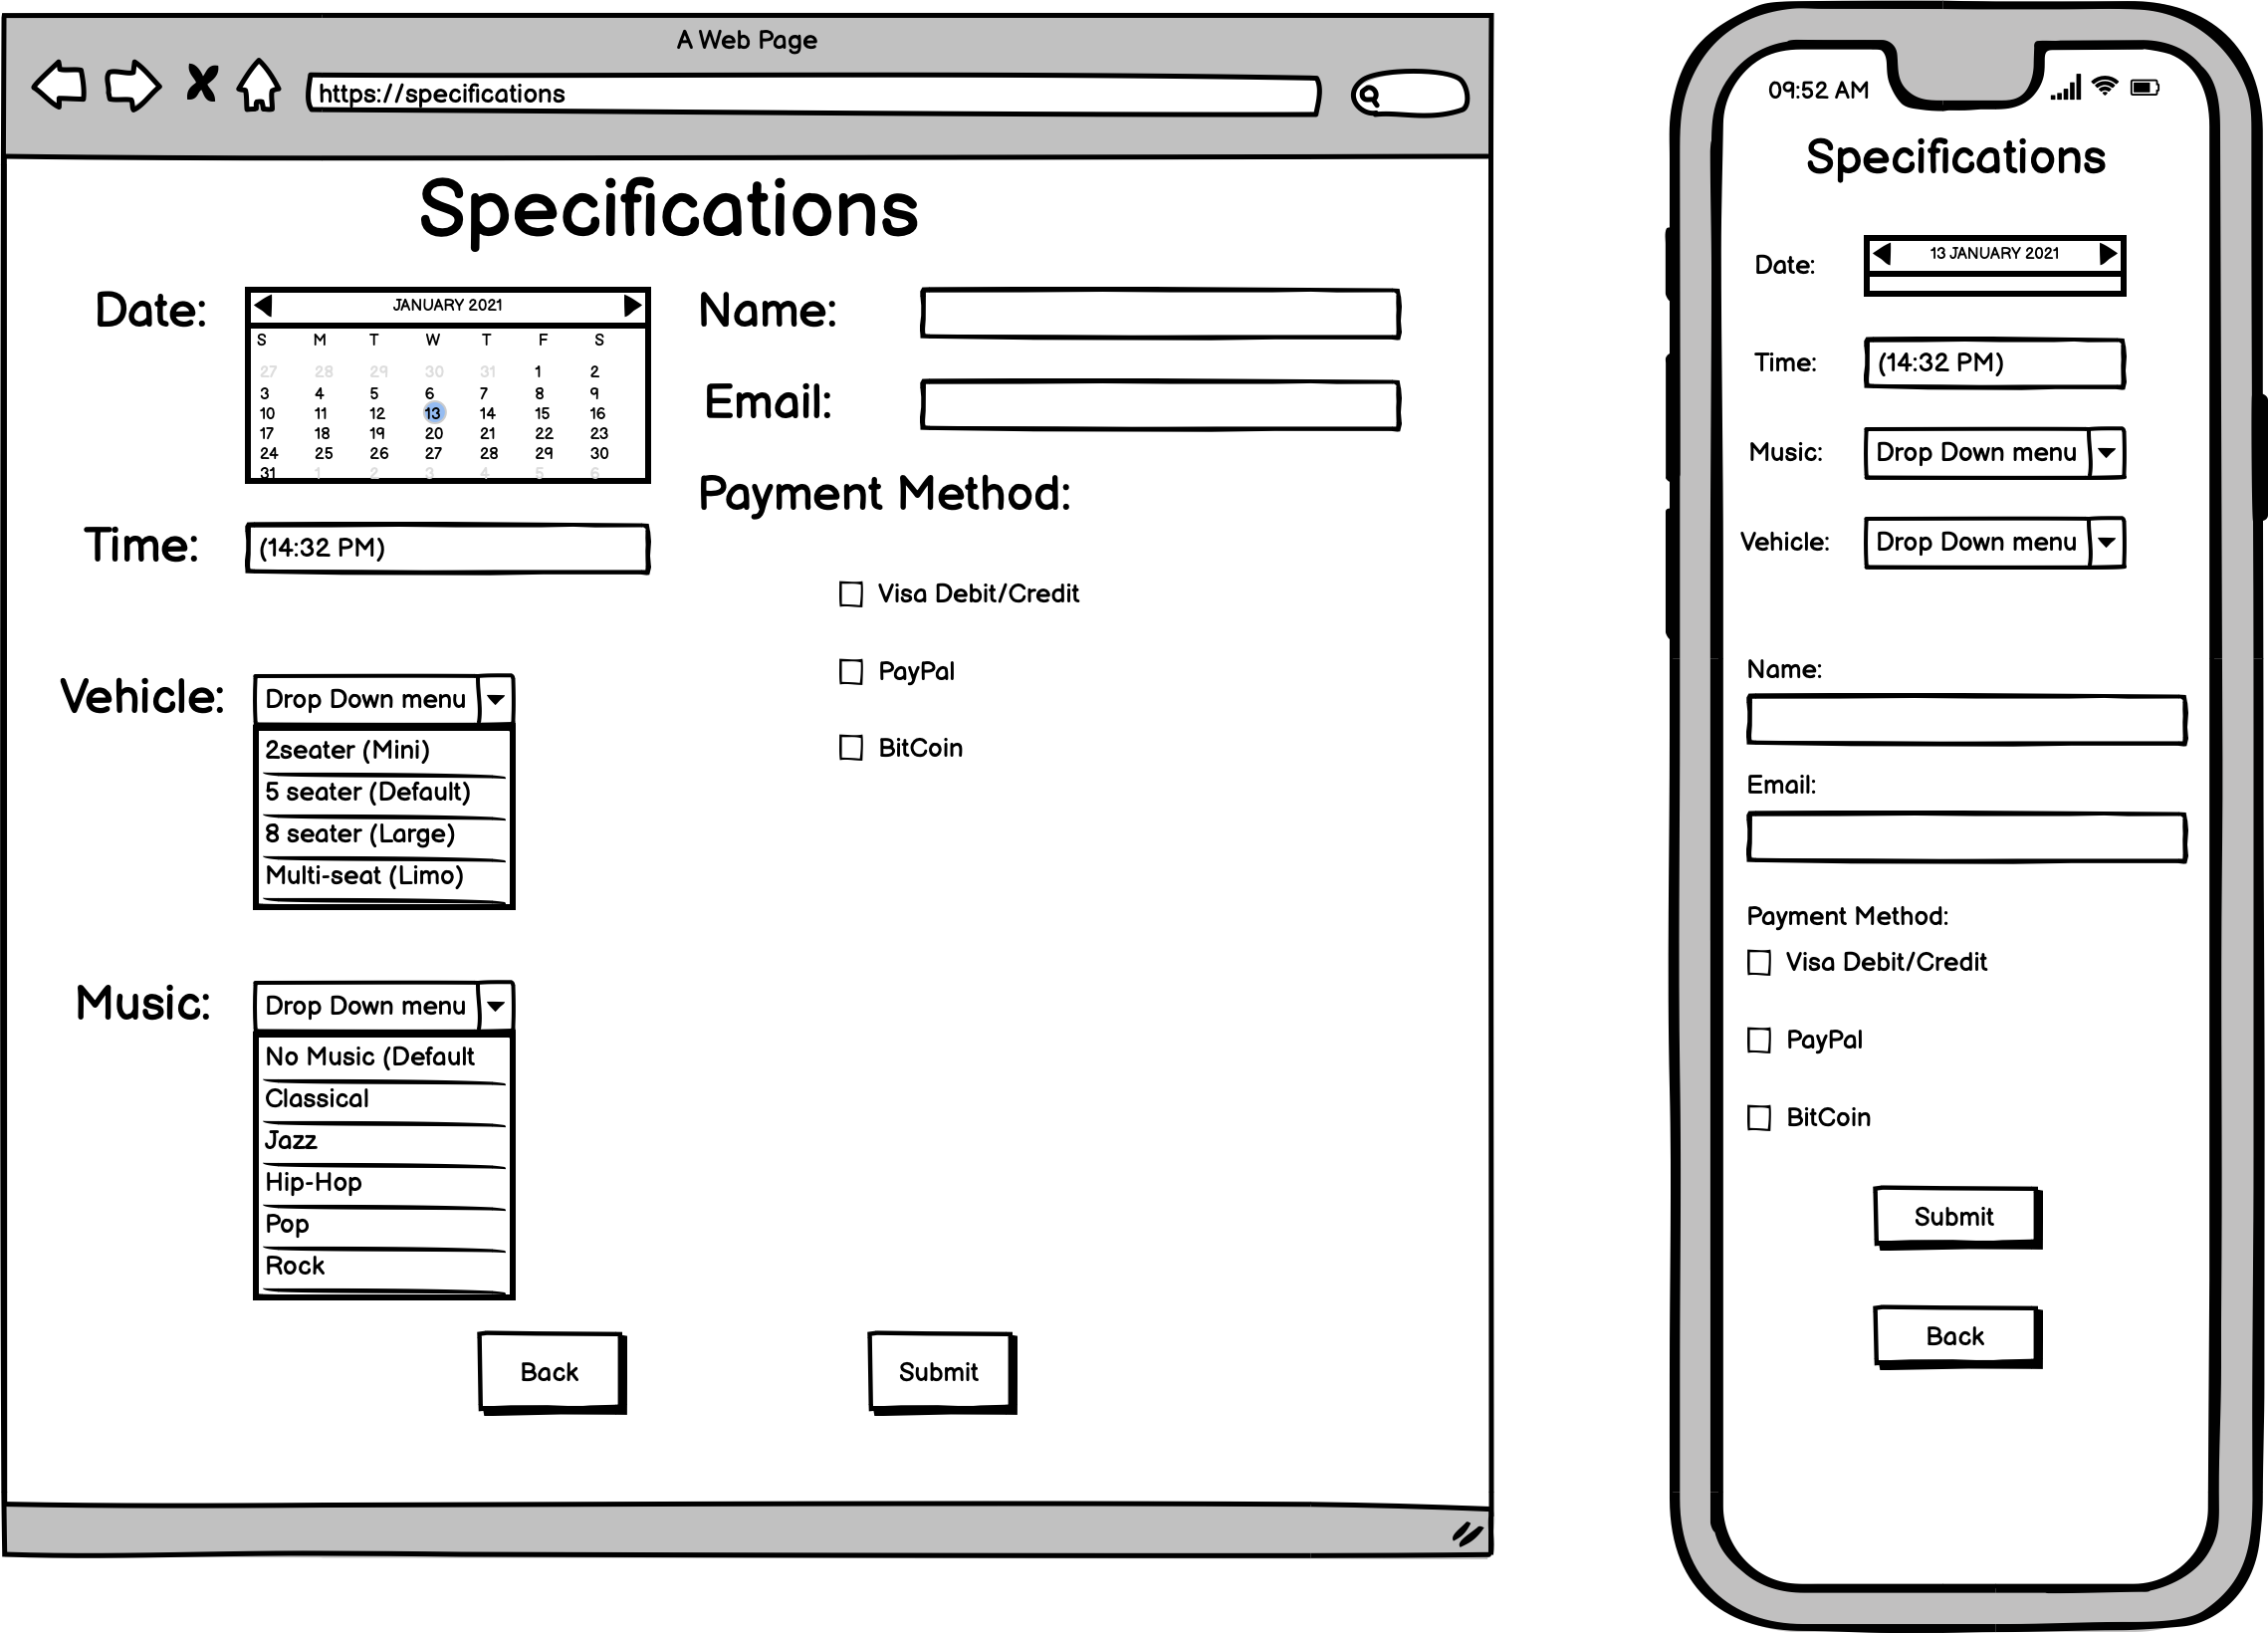 A Web Page
https://specifications
Specifications
Date:
JANUARY 2021
S M T W T F S
27 28 29 30 31 1 2
3 4 5 6 7 8 9
10 11 12 13 14 15 16
17 18 19 20 21 22 23
24 25 26 27 28 29 30
31 1 2 3 4 5 6
Time:
(14:32 PM)
Vehicle:
Drop Down menu
2seater (Mini)
5 seater (Default)
8 seater (Large)
Multi-seat (Limo)
Music:
Drop Down menu
No Music (Default
Classical
Jazz
Hip-Hop
Pop
Rock
Name:
Email:
Payment Method:
Visa Debit/Credit
PayPal
BitCoin
Back
Submit
09:52 AM
Specifications
Date:
13 JANUARY 2021
Time:
(14:32 PM)
Music:
Drop Down menu
Vehicle:
Drop Down menu
Name:
Email:
Payment Method:
Visa Debit/Credit
PayPal
BitCoin
Submit
Back